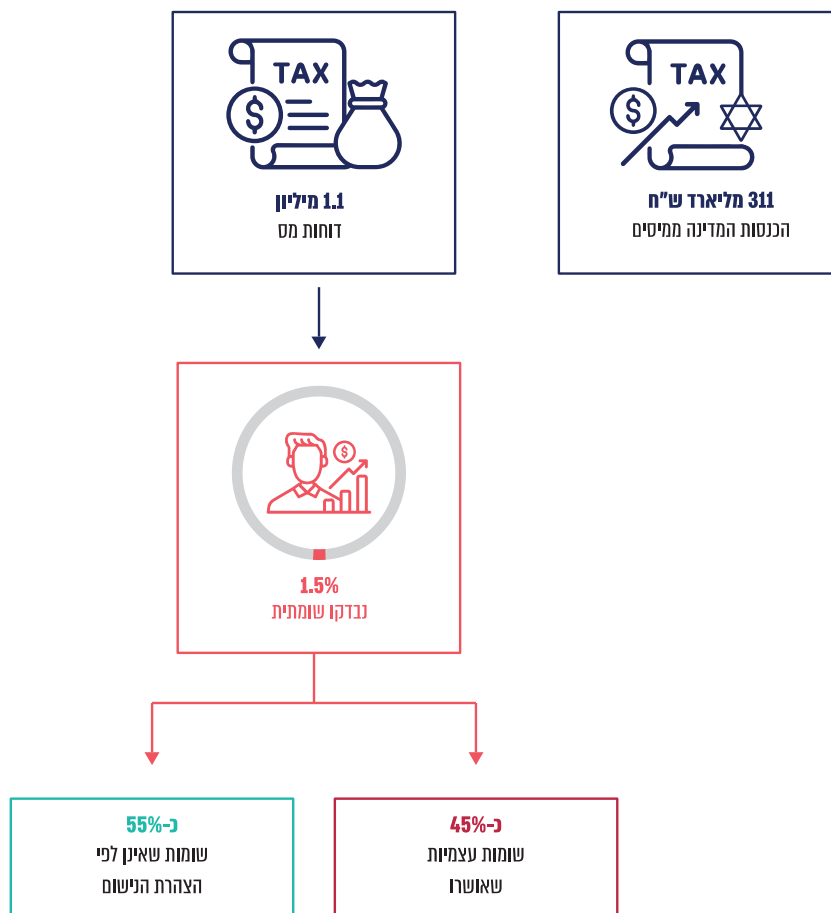 TAX
$
311 מליארד ש"ח
הכנסות המדינה ממיסים
TAX
$
1.1 מיליון
דוחות מס
$
1.5%
נבדקו שומתית
כ-45%
שומות עצמיות
שאושרו
כ-55%
שומות שאינן לפי
הצהרת הנישום